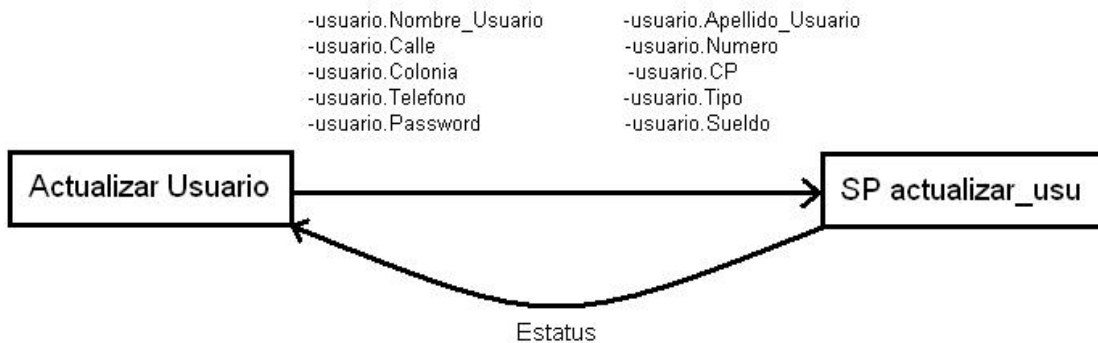 -usuario.Nombre_Usuario
-usuario.Calle
-usuario.Colonia
-usuario.Telefono
-usuario.Password
-usuario.Apellido_Usuario
-usuario.Numero
-usuario.CP
-usuario.Tipo
-usuario.Sueldo
Actualizar Usuario
SP actualizar_usu
Estatus